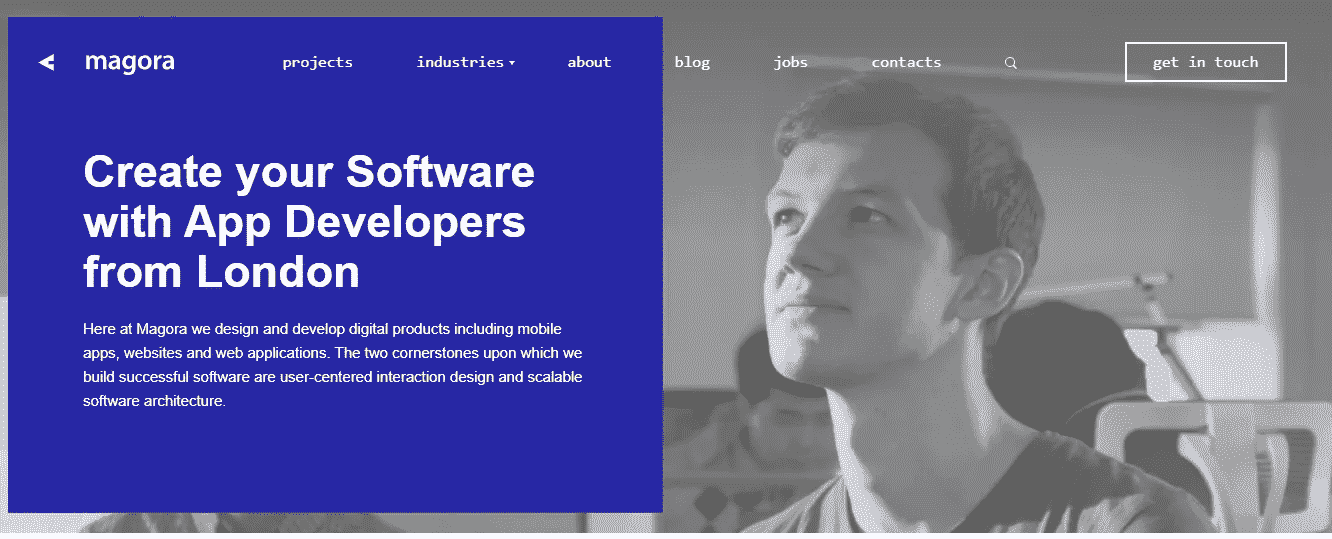 magora projects industries about blog jobs contacts get in touch
Create your Software
with App Developers
from London
Here at Magora we design and develop digital products including mobile
apps, websites and web applications. The two cornerstones upon which we
build successful software are user-centered interaction design and scalable
software architecture.